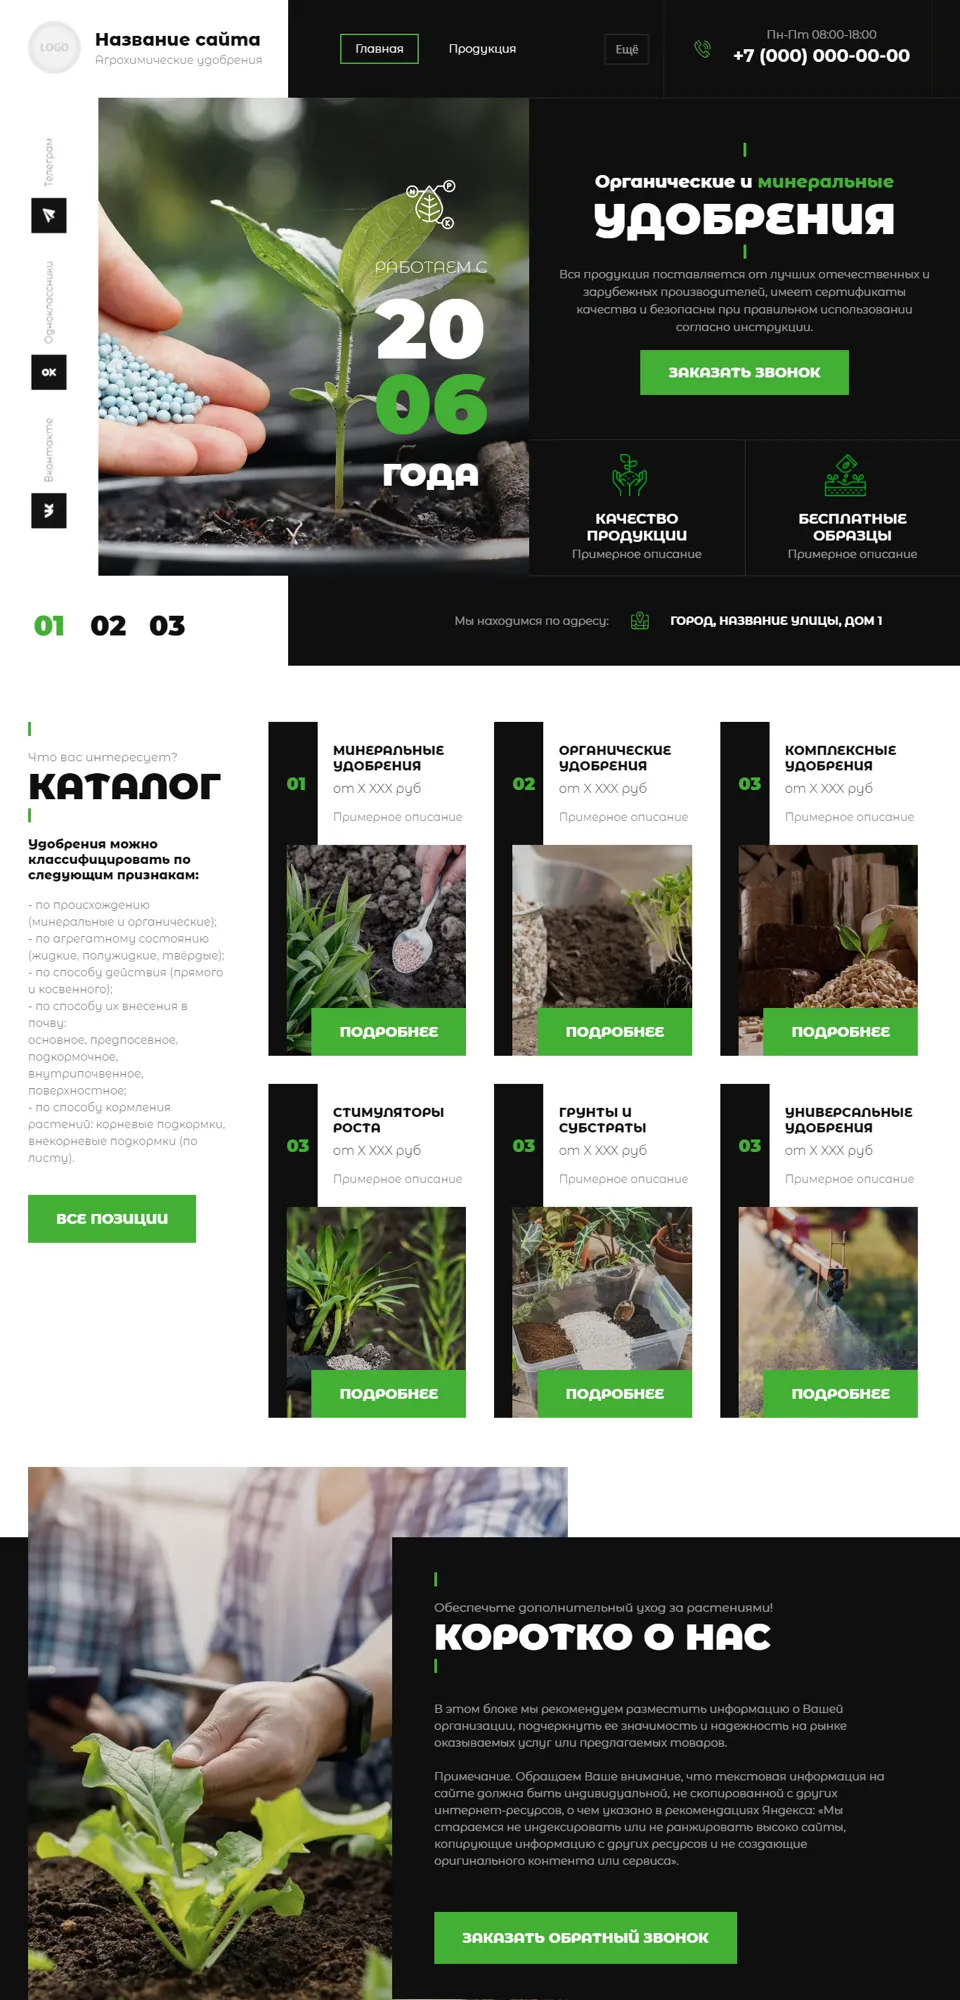 LOGO
Название сайта
Агрохимические удобрения
Главная
Продукция
Ещё
Пн-Пт 08:00-18:00
+7 (000) 000-00-00
Телеграм
Одноклассники
Вконтакте
N P K
РАБОТАЕМ С
20
06
ГОДА
Органические и минеральные
УДОБРЕНИЯ
Вся продукция поставляется от лучших отечественных и
зарубежных производителей, имеет сертификаты
качества и безопасны при правильном использовании
согласно инструкции.
ЗАКАЗАТЬ ЗВОНОК
КАЧЕСТВО
ПРОДУКЦИИ
Примерное описание
БЕСПЛАТНЫЕ
ОБРАЗЦЫ
Примерное описание
01 02 03
Мы находимся по адресу:
ГОРОД, НАЗВАНИЕ УЛИЦЫ, ДОМ 1
Что вас интересует?
КАТАЛОГ
Удобрения можно
классифицировать по
следующим признакам:
- по происхождению
(минеральные и органические);
- по агрегатному состоянию
(жидкие, полужидкие, твёрдые);
- по способу действия (прямого
и косвенного);
- по способу их внесения в
почву:
основное, предпосевное,
подкормочное,
внутрипочвенное,
поверхностное;
- по способу кормления
растений: корневые подкормки,
внекорневые подкормки (по
листу).
ВСЕ ПОЗИЦИИ
01
МИНЕРАЛЬНЫЕ
УДОБРЕНИЯ
от X XXX руб
Примерное описание
ПОДРОБНЕЕ
02
ОРГАНИЧЕСКИЕ
УДОБРЕНИЯ
от X XXX руб
Примерное описание
ПОДРОБНЕЕ
03
КОМПЛЕКСНЫЕ
УДОБРЕНИЯ
от X XXX руб
Примерное описание
ПОДРОБНЕЕ
03
СТИМУЛЯТОРЫ
РОСТА
от X XXX руб
Примерное описание
ПОДРОБНЕЕ
03
ГРУНТЫ И
СУБСТРАТЫ
от X XXX руб
Примерное описание
ПОДРОБНЕЕ
03
УНИВЕРСАЛЬНЫЕ
УДОБРЕНИЯ
от X XXX руб
Примерное описание
ПОДРОБНЕЕ
Обеспечьте дополнительный уход за растениями!
КОРОТКО О НАС
В этом блоке мы рекомендуем разместить информацию о Вашей
организации, подчеркнуть ее значимость и надежность на рынке
оказываемых услуг или предлагаемых товаров.
Примечание. Обращаем Ваше внимание, что текстовая информация на
сайте должна быть индивидуальной, не скопированной с других
интернет-ресурсов, о чем указано в рекомендациях Яндекса: «Мы
стараемся не индексировать или не ранжировать высоко сайты,
копирующие информацию с других ресурсов и не создающие
оригинального контента или сервиса».
ЗАКАЗАТЬ ОБРАТНЫЙ ЗВОНОК